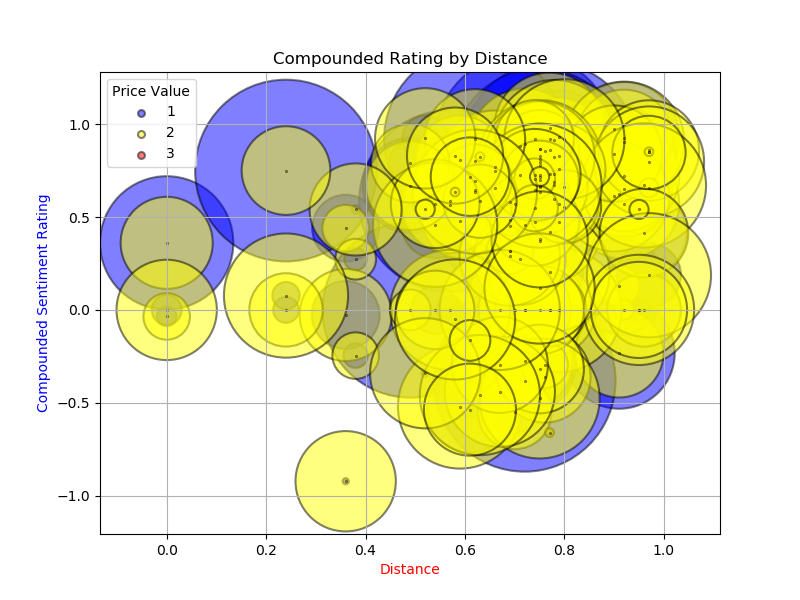 Compounded Rating by Distance
Price Value
1
2
3
1.0
0.5
0.0
−0.5
−1.0
Compounded Sentiment Rating
0.0 0.2 0.4 0.6 0.8 1.0
Distance